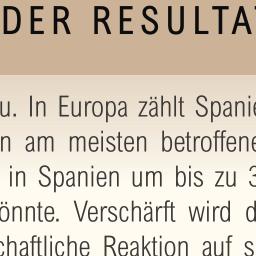 DER RESULTA
u. In Europa zählt Spanie
n am meisten betroffene
in Spanien um bis zu 3
önnte. Verschärft wird d
chaftliche Reaktion auf s